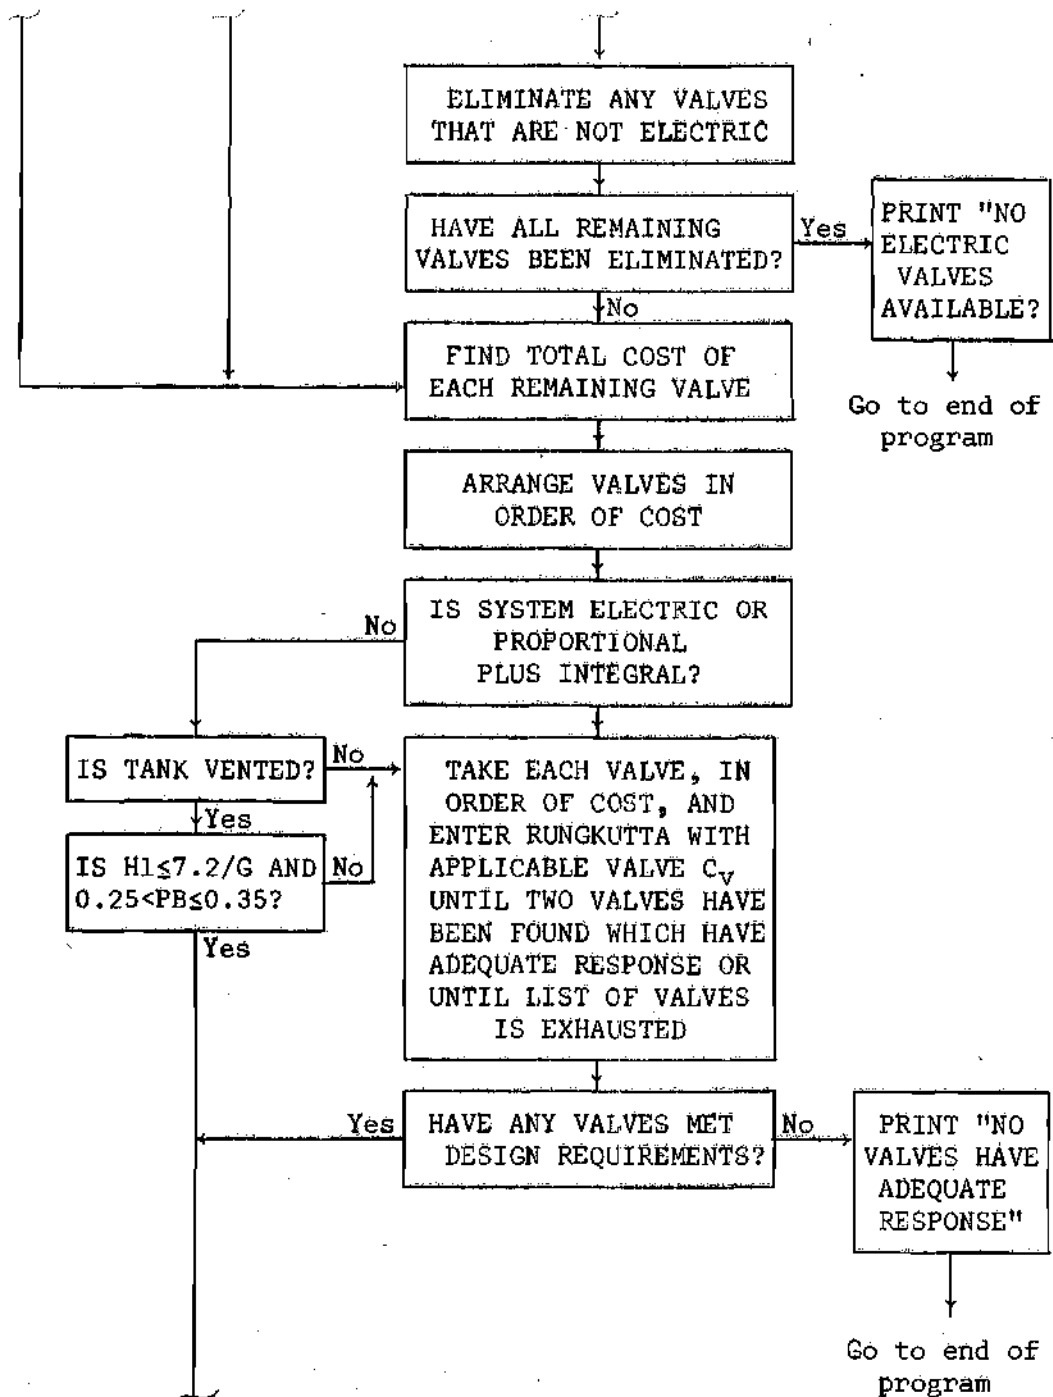 ELIMINATE ANY VALVES
THAT ARE NOT ELECTRIC
HAVE ALL REMAINING
VALVES BEEN ELIMINATED?
Yes
PRINT "NO
ELECTRIC
VALVES
AVAILABLE?
No
FIND TOTAL COST OF
EACH REMAINING VALVE
Go to end of
program
ARRANGE VALVES IN
ORDER OF COST
IS SYSTEM ELECTRIC OR
PROPORTIONAL
PLUS INTEGRAL?
No
IS TANK VENTED?
No
Yes
IS H1≤7.2/G AND
0.25<PB≤0.35?
No
Yes
TAKE EACH VALVE, IN
ORDER OF COST, AND
ENTER RUNGKUTTA WITH
APPLICABLE VALVE Cv
UNTIL TWO VALVES HAVE
BEEN FOUND WHICH HAVE
ADEQUATE RESPONSE OR
UNTIL LIST OF VALVES
IS EXHAUSTED
Yes
HAVE ANY VALVES MET
DESIGN REQUIREMENTS?
No
PRINT "NO
VALVES HAVE
ADEQUATE
RESPONSE"
Go to end of
program